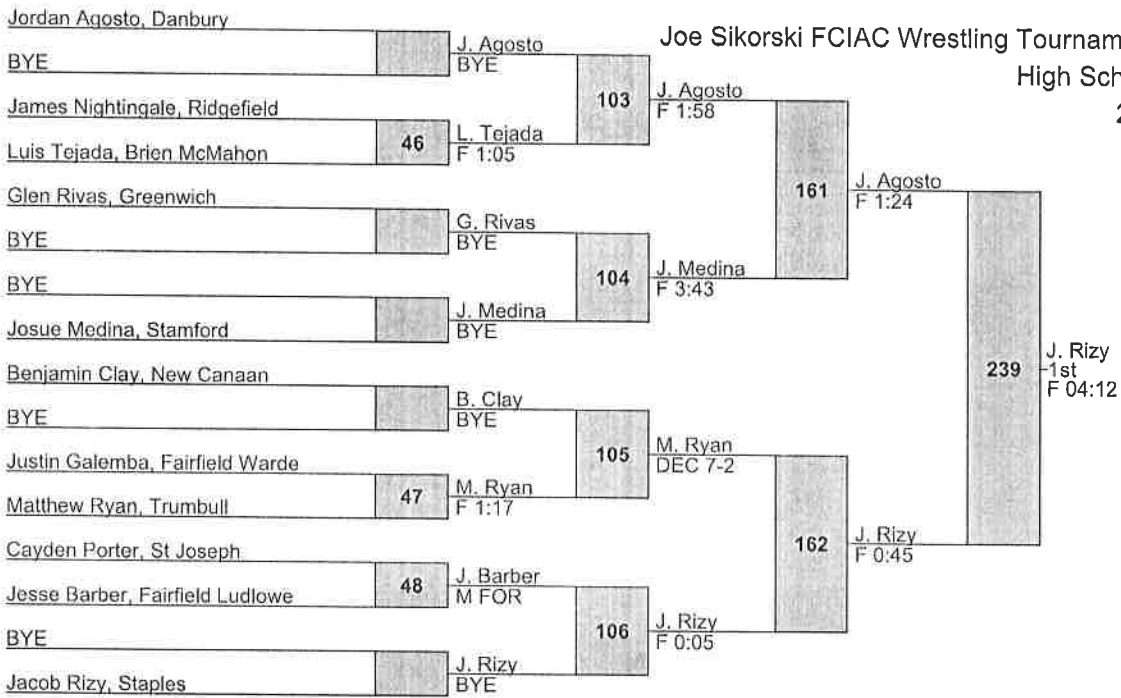 Joe Sikorski FCIAC Wrestling Tournam
High Sch
2
Jordan Agosto, Danbury
BYE
J. Agosto
BYE
James Nightingale, Ridgefield
Luis Tejada, Brien McMahon
46
L. Tejada
F 1:05
103
J. Agosto
F 1:58
Glen Rivas, Greenwich
BYE
G. Rivas
BYE
BYE
Josue Medina, Stamford
J. Medina
BYE
104
J. Medina
F 3:43
161
J. Agosto
F 1:24
Benjamin Clay, New Canaan
BYE
B. Clay
BYE
Justin Galemba, Fairfield Warde
Matthew Ryan, Trumbull
47
M. Ryan
F 1:17
105
M. Ryan
DEC 7-2
Cayden Porter, St Joseph
Jesse Barber, Fairfield Ludlowe
48
J. Barber
M FOR
BYE
Jacob Rizy, Staples
J. Rizy
BYE
106
J. Rizy
F 0:05
162
J. Rizy
F 0:45
239
J. Rizy
1st
F 04:12